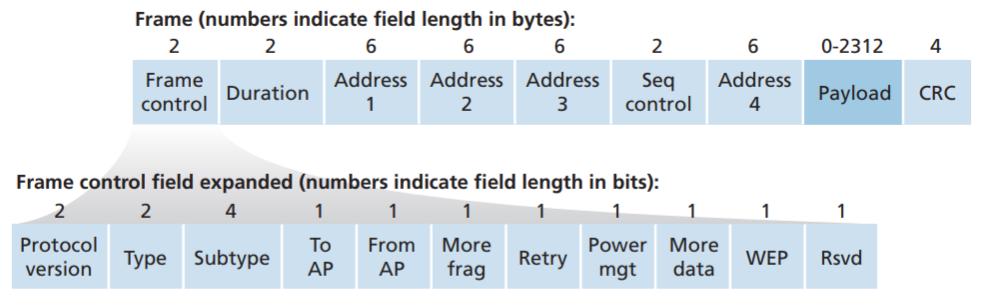 Frame (numbers indicate field length in bytes):
2 2 6 6 6 2 6 0-2312 4
Frame control Duration Address 1 Address 2 Address 3 Seq control Address 4 Payload CRC
Frame control field expanded (numbers indicate field length in bits):
2 2 4 1 1 1 1 1 1 1 1
Protocol version Type Subtype To AP From AP More frag Retry Power mgt More data WEP Rsvd